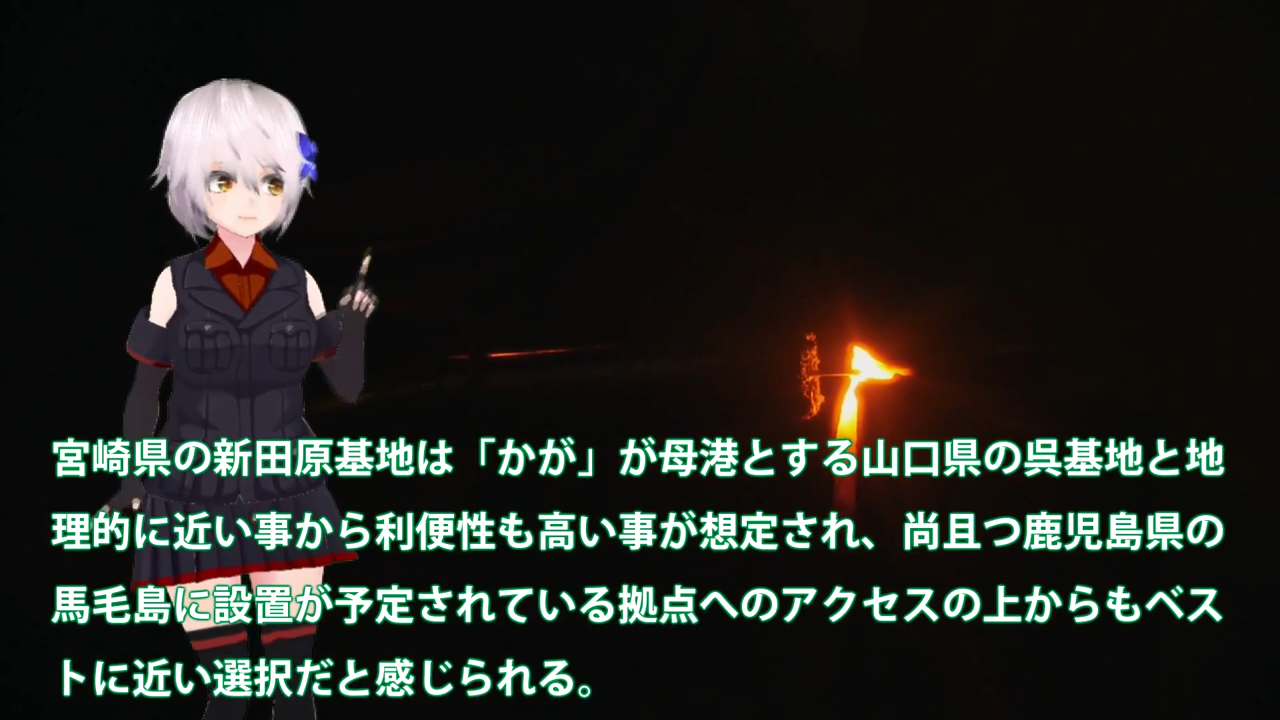 宮崎県の新田原基地は「かが」が母港とする山口県の呉基地と地
理的に近い事から利便性も高い事が想定され、尚且つ鹿児島県の
馬毛島に設置が予定されている拠点へのアクセスの上からもベス
トに近い選択だと感じられる。